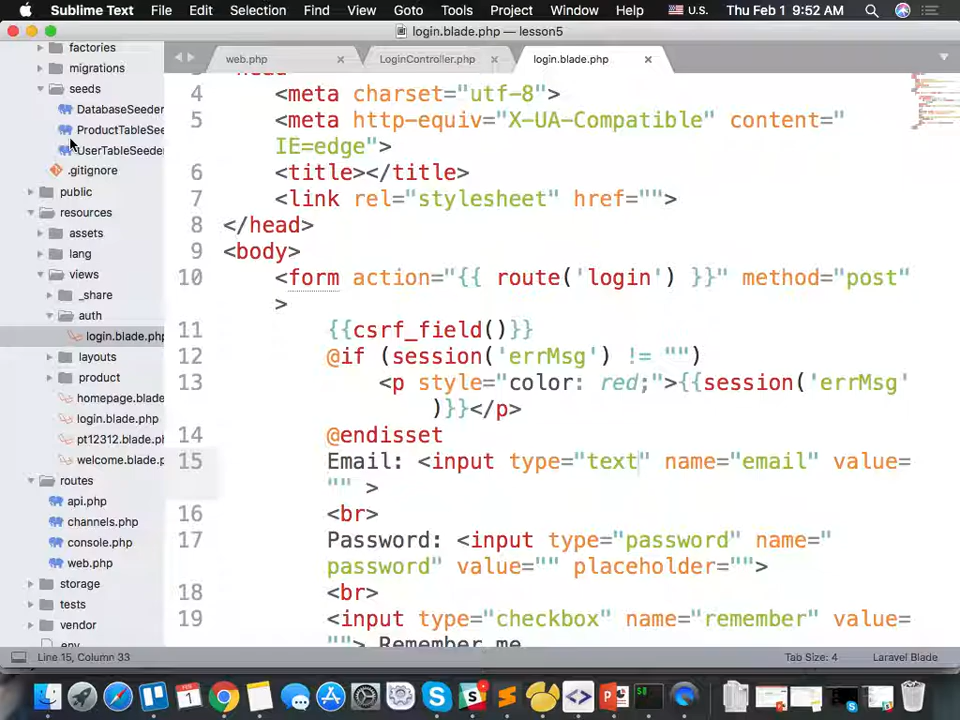 Sublime Text File Edit Selection Find View Goto Tools Project Window Help U.S. Thu Feb 1 9:52 AM
login.blade.php — lesson5
web.php LoginController.php login.blade.php
factories
migrations
seeds
DatabaseSeeder
ProductTableSee
UserTableSeeder
.gitignore
public
resources
assets
lang
views
_share
auth
login.blade.php
layouts
product
homepage.blade
login.blade.php
pt12312.blade.ph
welcome.blade.p
routes
api.php
channels.php
console.php
web.php
storage
tests
vendor
.env
4 <meta charset="utf-8">
5 <meta http-equiv="X-UA-Compatible" content="
IE=edge">
6 <title></title>
7 <link rel="stylesheet" href="">
8 </head>
9 <body>
10 <form action="{{ route('login') }}" method="post"
>
11 {{csrf_field()}}
12 @if (session('errMsg') != "")
13 <p style="color: red;">{{session('errMsg'
)}}</p>
14 @endisset
15 Email: <input type="text" name="email" value=
"" >
16 <br>
17 Password: <input type="password" name="
password" value="" placeholder="">
18 <br>
19 <input type="checkbox" name="remember" value=
""> Remember me
Line 15, Column 33 Tab Size: 4 Laravel Blade